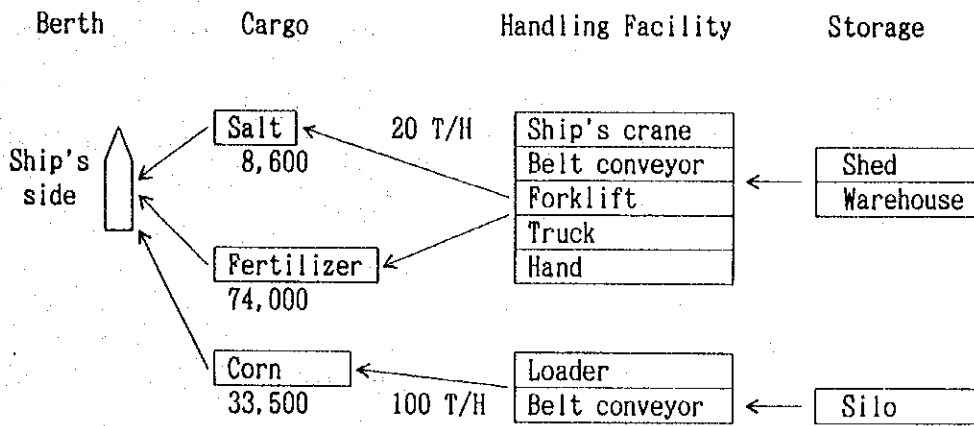 Berth Cargo Handling Facility Storage
Salt 20 T/H Ship's crane
8,600 Belt conveyor Shed
Ship's side Forklift Warehouse
Truck
Fertilizer Hand
74,000
Corn Loader
33,500 100 T/H Belt conveyor Silo